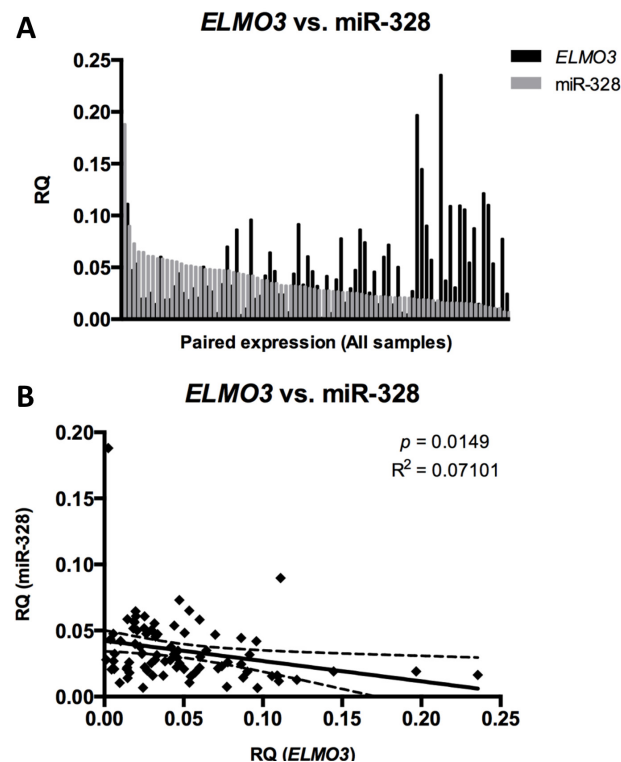 A
ELMO3 vs. miR-328
ELMO3
miR-328
RQ
0.25
0.20
0.15
0.10
0.05
0.00
Paired expression (All samples)
B
ELMO3 vs. miR-328
p = 0.0149
R² = 0.07101
RQ (miR-328)
0.20
0.15
0.10
0.05
0.00
0.00 0.05 0.10 0.15 0.20 0.25
RQ (ELMO3)